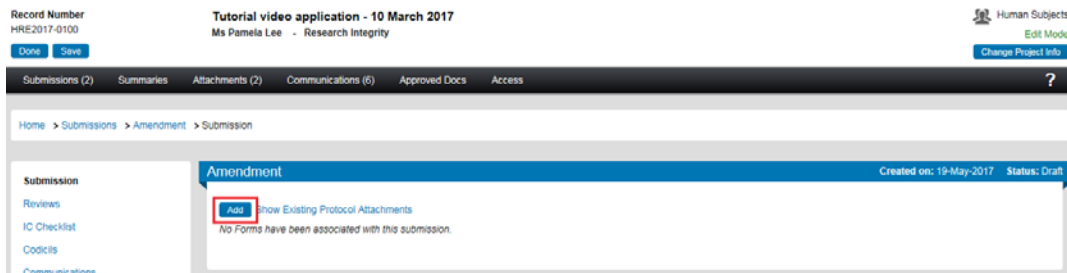 Record Number
HRE2017-0100
Tutorial video application - 10 March 2017
Ms Pamela Lee - Research Integrity
Human Subjects
Edit Mode
Done Save
Change Project Info
Submissions (2) Summaries Attachments (2) Communications (6) Approved Docs Access ?
Home > Submissions > Amendment > Submission
Submission
Reviews
IC Checklist
Codicils
Communications
Amendment Created on: 19-May-2017 Status: Draft
Add Show Existing Protocol Attachments
No Forms have been associated with this submission.